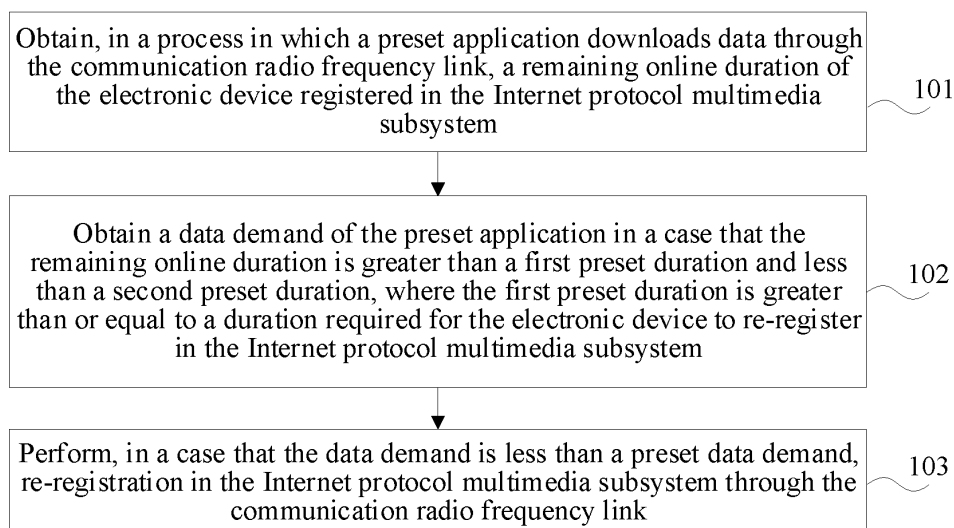 Obtain, in a process in which a preset application downloads data through
the communication radio frequency link, a remaining online duration of
the electronic device registered in the Internet protocol multimedia
subsystem
101
Obtain a data demand of the preset application in a case that the
remaining online duration is greater than a first preset duration and less
than a second preset duration, where the first preset duration is greater
than or equal to a duration required for the electronic device to re-register
in the Internet protocol multimedia subsystem
102
Perform, in a case that the data demand is less than a preset data demand,
re-registration in the Internet protocol multimedia subsystem through the
communication radio frequency link
103